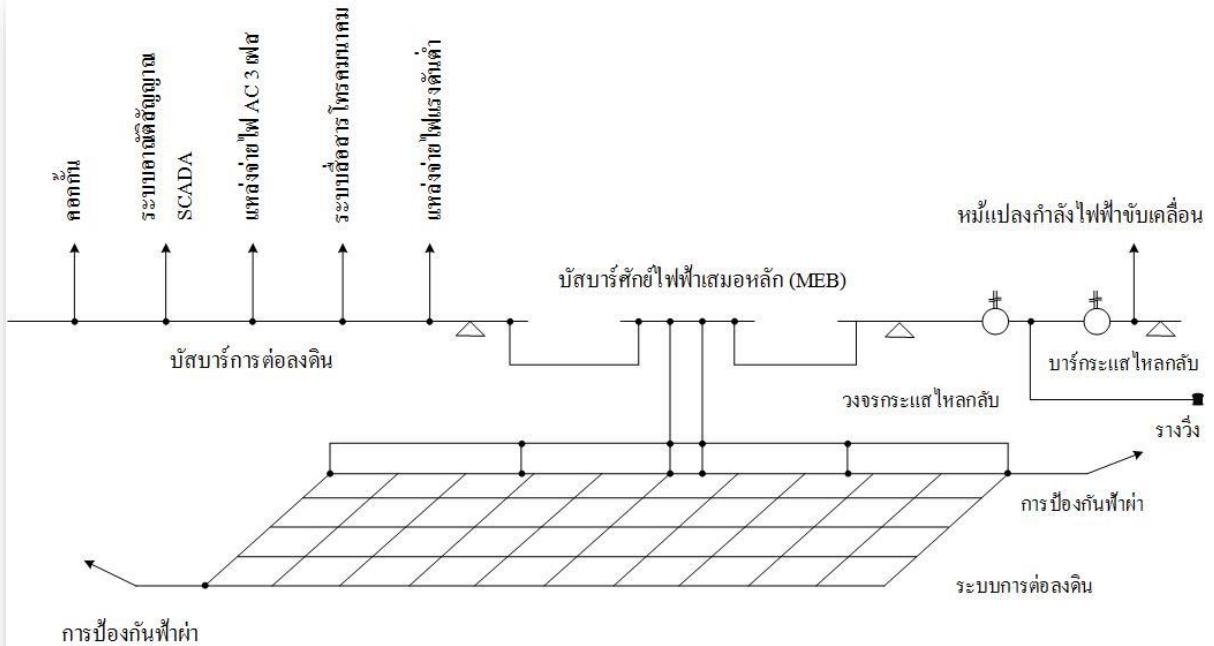 คอกกั้น
ระบบอาณัติสัญญาณ
SCADA
แหล่งจ่ายไฟ AC 3 เฟส
ระบบสื่อสารโทรคมนาคม
แหล่งจ่ายไฟแรงดันต่ำ
หม้แปลงกำลังไฟฟ้าขับเคลื่อน
บัสบาร์ศักย์ไฟฟ้าเสมอหลัก (MEB)
บัสบาร์การต่อลงดิน
บาร์กระแสไหลกลับ
วงจรกระแสไหลกลับ
รางวิ่ง
การป้องกันฟ้าผ่า
ระบบการต่อลงดิน
การป้องกันฟ้าผ่า